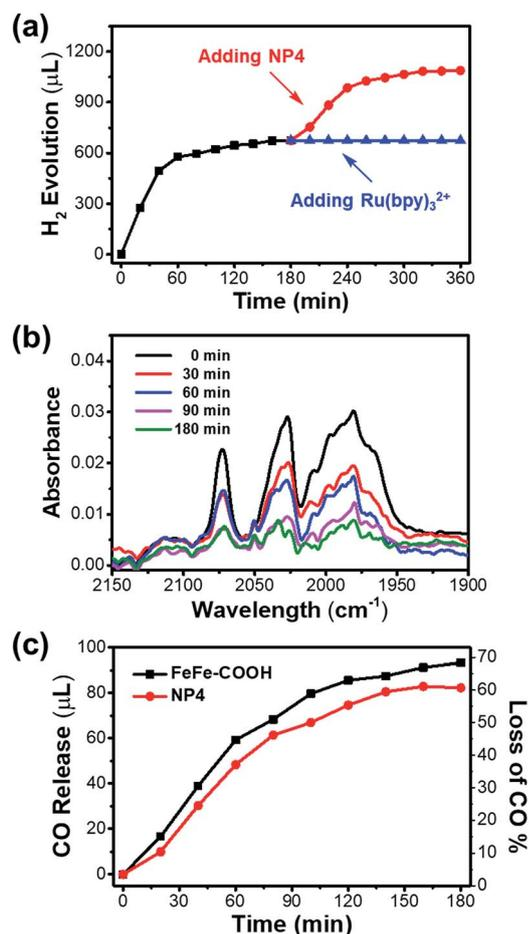 (a)
H₂ Evolution (μL)
1200
900
600
300
0
Adding NP4
Adding Ru(bpy)₃²⁺
0 60 120 180 240 300 360
Time (min)
(b)
Absorbance
0.04
0.03
0.02
0.01
0.00
0 min
30 min
60 min
90 min
180 min
2150 2100 2050 2000 1950 1900
Wavelength (cm⁻¹)
(c)
CO Release (μL)
100
80
60
40
20
0
FeFe-COOH
NP4
70
60
50
40
30
20
10
0
Loss of CO %
0 30 60 90 120 150 180
Time (min)